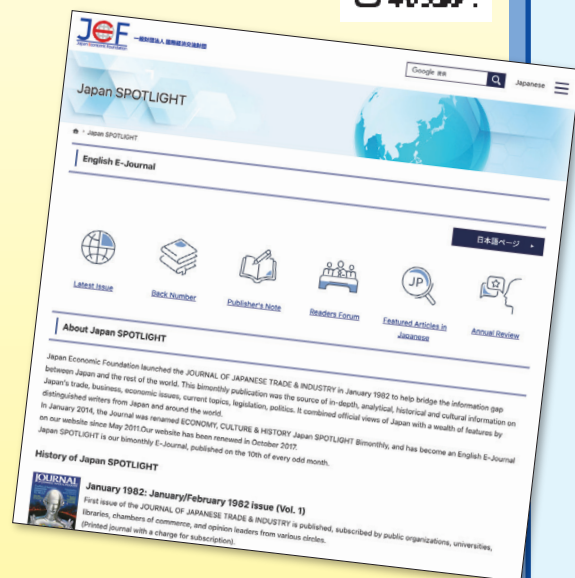 JEF
Japan Economic Foundation
一般財団法人 国際経済交流財団
Google 検索
Japanese
Japan SPOTLIGHT
Japan SPOTLIGHT
English E-Journal
日本語ページ
JP
Latest Issue
Back Number
Publisher's Note
Readers Forum
Featured Articles in
Japanese
Annual Review
About Japan SPOTLIGHT
Japan Economic Foundation launched the JOURNAL OF JAPANESE TRADE & INDUSTRY in January 1982 to help bridge the information gap
between Japan and the rest of the world. This bimonthly publication was the source of in-depth, analytical, historical and cultural information on
Japan's trade, business, economic issues, current topics, legislation, politics. It combined official views of Japan with a wealth of features by
distinguished writers from Japan and around the world.
In January 2014, the Journal was renamed ECONOMY, CULTURE & HISTORY Japan SPOTLIGHT Bimonthly, and has become an English E-Journal
on our website since May 2011.Our website has been renewed in October 2017.
Japan SPOTLIGHT is our bimonthly E-Journal, published on the 10th of every odd month.
History of Japan SPOTLIGHT
JOURNAL
January 1982: January/February 1982 issue (Vol. 1)
First issue of the JOURNAL OF JAPANESE TRADE & INDUSTRY is published, subscribed by public organizations, universities,
libraries, chambers of commerce, and opinion leaders from various circles.
(Printed journal with a charge for subscription).